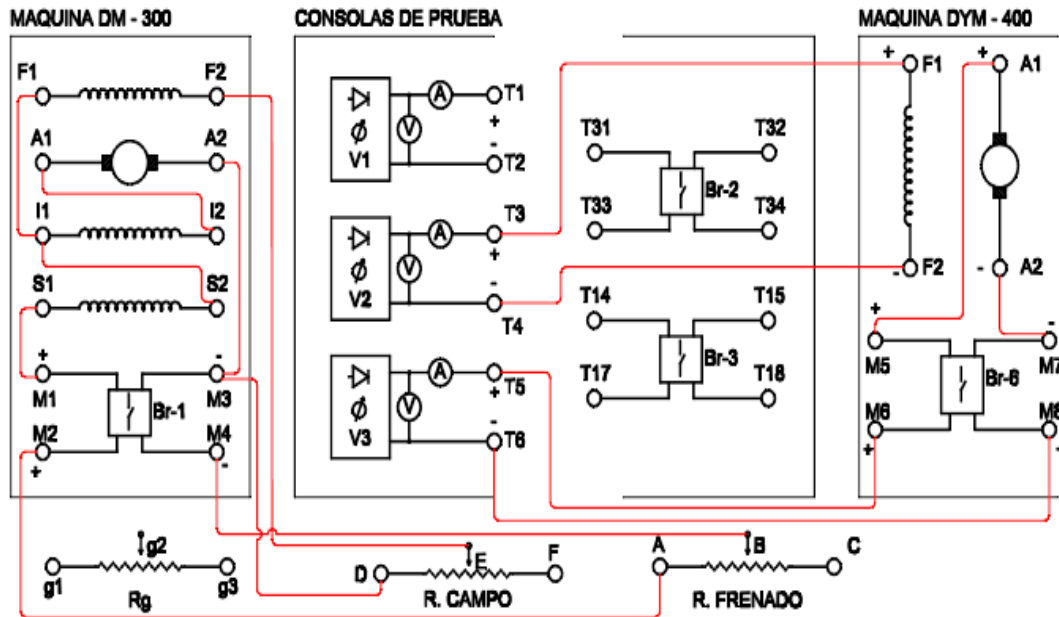 MAQUINA DM - 300
CONSOLAS DE PRUEBA
MAQUINA DYM - 400
F1 F2
A1 A2
I1 I2
S1 S2
+ -
M1 Br-1 M3
M2 M4
+ -
V1
A T1
V +
-
T2
V2
A T3
V +
-
T4
V3
A T5
V +
-
T6
T31 T32
Br-2
T33 T34
T14 T15
Br-3
T17 T18
+ F1 + A1
- F2 - A2
+ -
M5 Br-6 M7
M6 M8
+ -
g2
g1 Rg g3
D E F
R. CAMPO
A B C
R. FRENADO